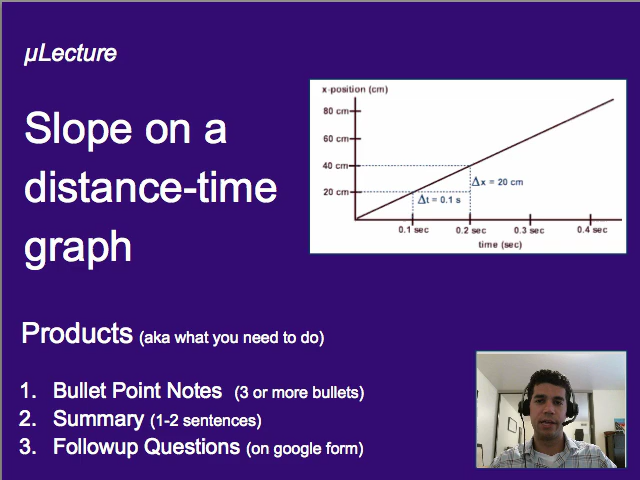 µLecture
Slope on a
distance-time
graph
x-position (cm)
80 cm
60 cm
40 cm
20 cm
Δx = 20 cm
Δt = 0.1 s
0.1 sec 0.2 sec 0.3 sec 0.4 sec
time (sec)
Products (aka what you need to do)
1. Bullet Point Notes (3 or more bullets)
2. Summary (1-2 sentences)
3. Followup Questions (on google form)